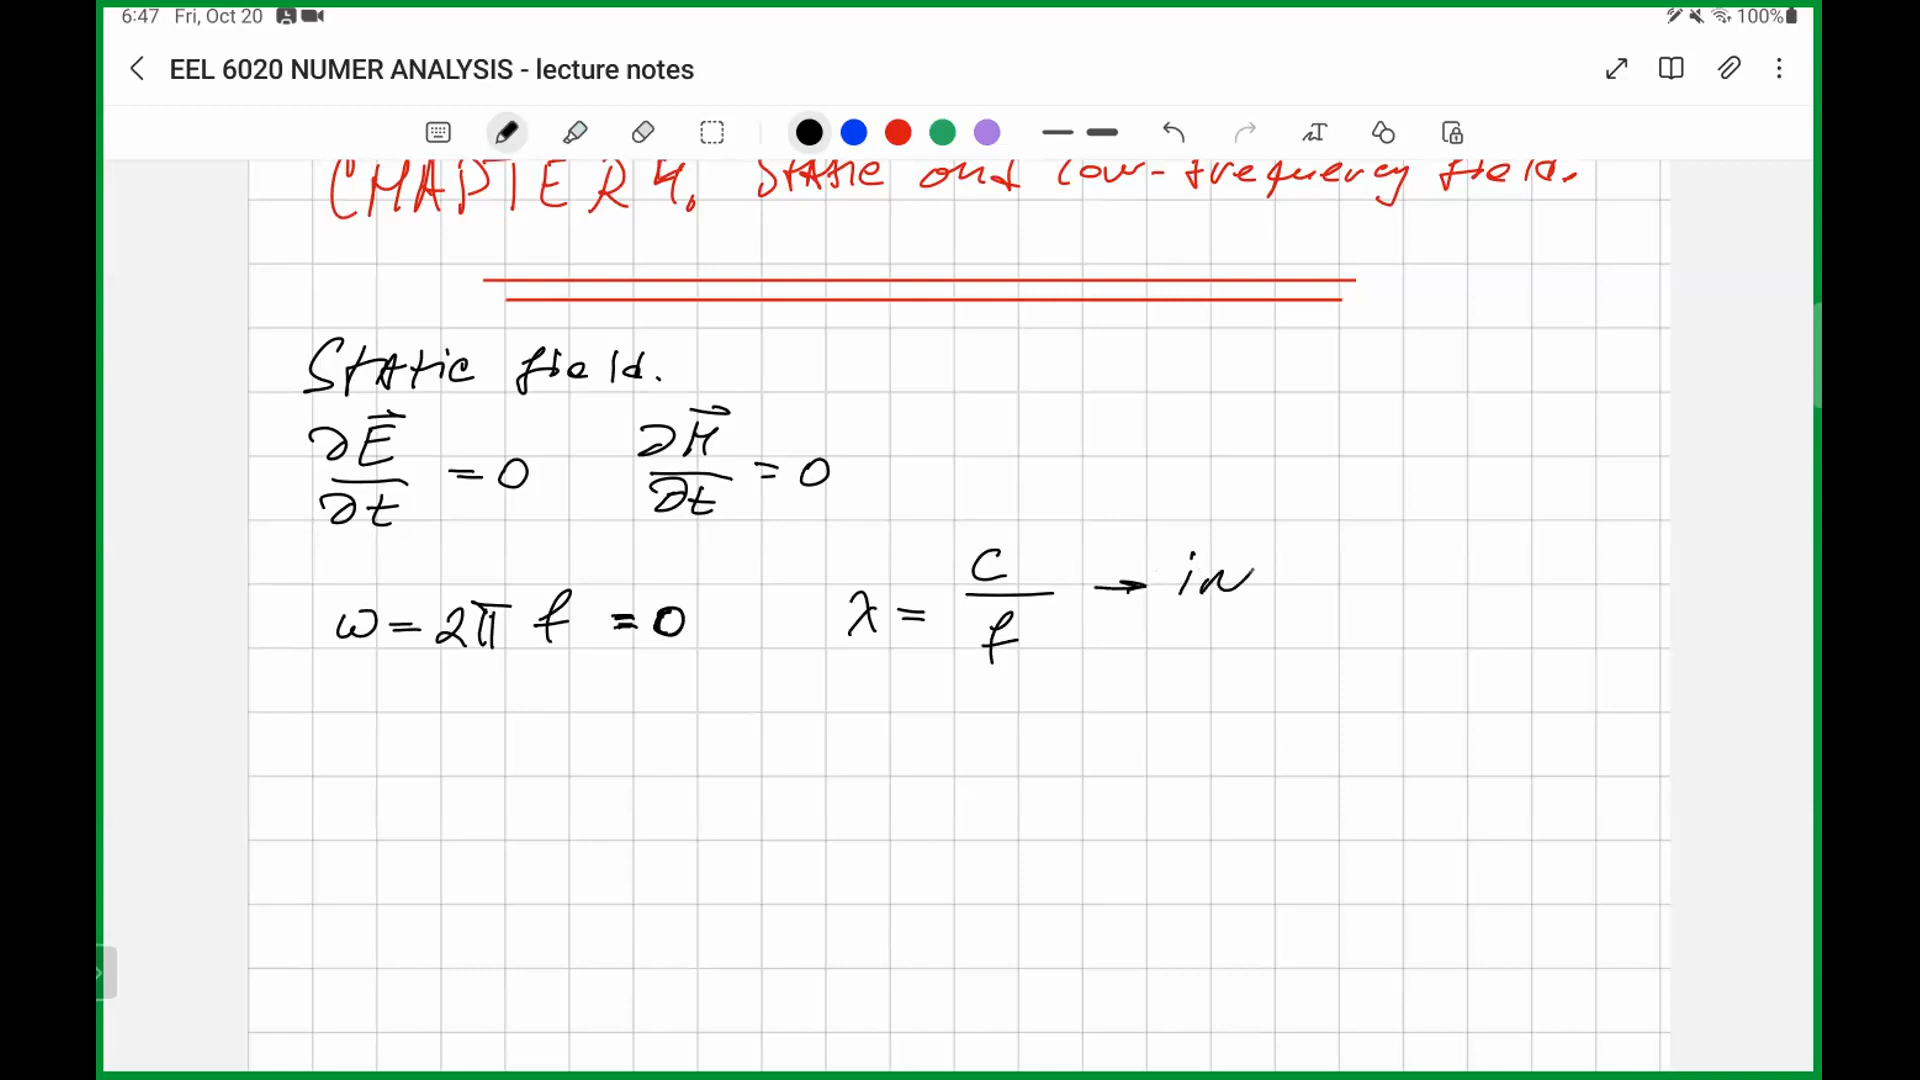 6:47 Fri, Oct 20 100%
EEL 6020 NUMER ANALYSIS - lecture notes
CHAPTER 4. Static and low-frequency field.
Static field.
∂E⃗/∂t = 0 ∂H⃗/∂t = 0
ω = 2π f = 0 λ = c/f → in